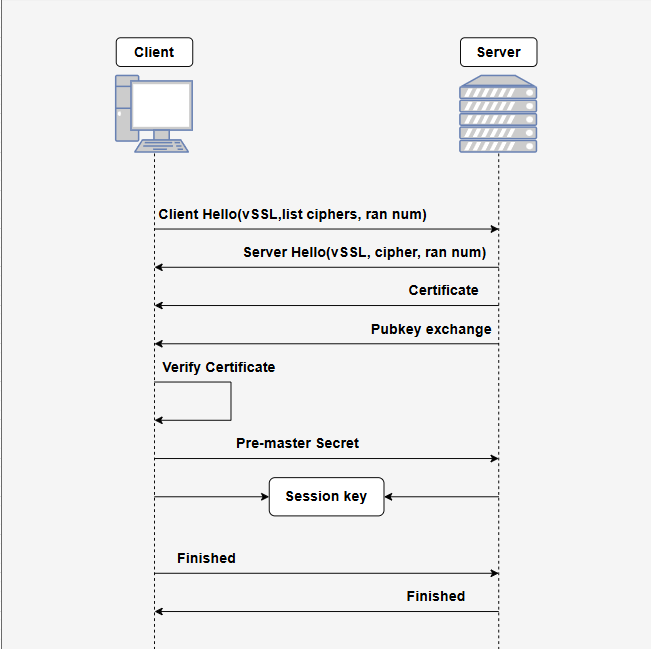 Client
Server
Client Hello(vSSL,list ciphers, ran num)
Server Hello(vSSL, cipher, ran num)
Certificate
Pubkey exchange
Verify Certificate
Pre-master Secret
Session key
Finished
Finished